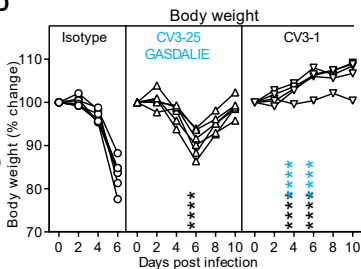 Body weight
Isotype
CV3-25
GASDALIE
CV3-1
Body weight (% change)
110
100
90
80
70
****
****
****
****
0 2 4 6 0 2 4 6 8 10 0 2 4 6 8 10
Days post infection